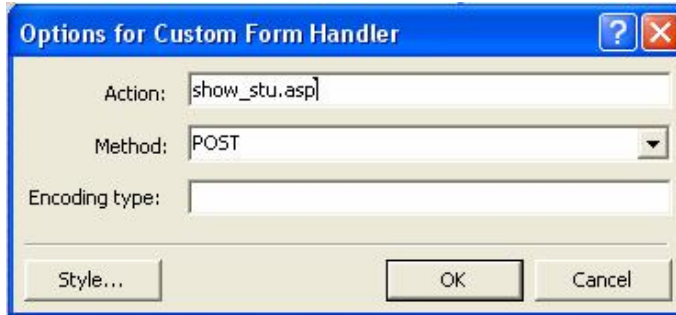 Options for Custom Form Handler
Action: show_stu.asp
Method: POST
Encoding type:
Style... OK Cancel